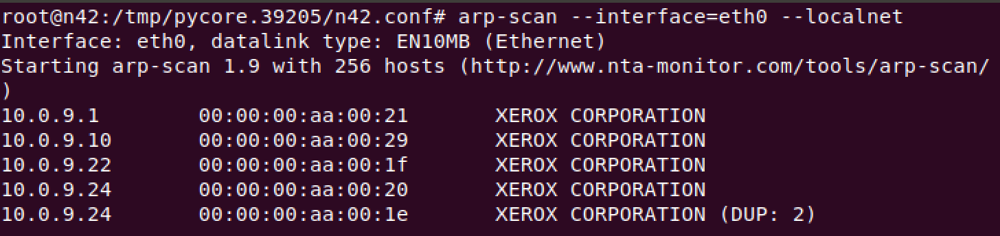 root@n42:/tmp/pycore.39205/n42.conf# arp-scan --interface=eth0 --localnet
Interface: eth0, datalink type: EN10MB (Ethernet)
Starting arp-scan 1.9 with 256 hosts (http://www.nta-monitor.com/tools/arp-scan/
)
10.0.9.1        00:00:00:aa:00:21       XEROX CORPORATION
10.0.9.10       00:00:00:aa:00:29       XEROX CORPORATION
10.0.9.22       00:00:00:aa:00:1f       XEROX CORPORATION
10.0.9.24       00:00:00:aa:00:20       XEROX CORPORATION
10.0.9.24       00:00:00:aa:00:1e       XEROX CORPORATION (DUP: 2)